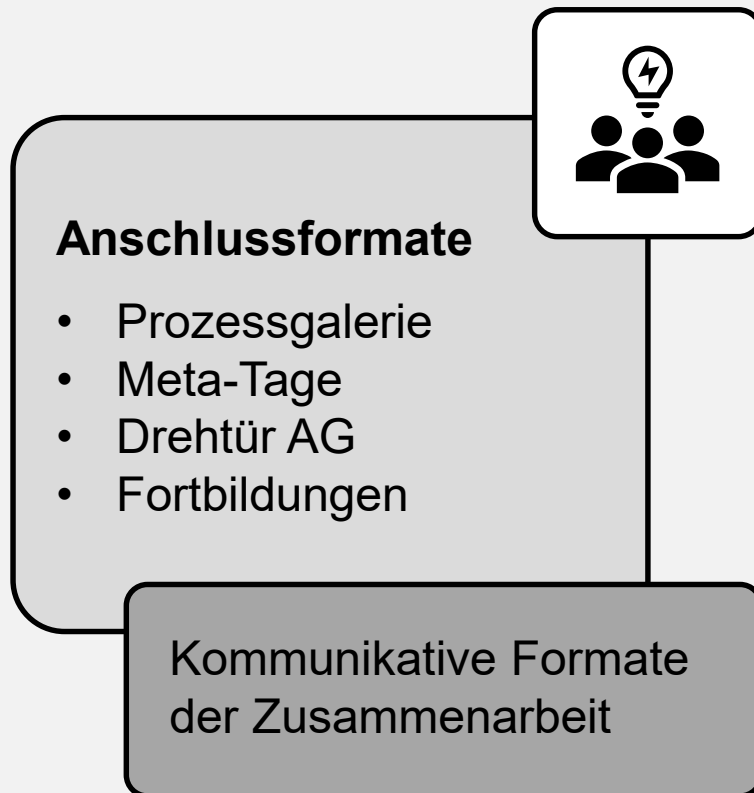 Anschlussformate
• Prozessgalerie
• Meta-Tage
• Drehtür AG
• Fortbildungen
Kommunikative Formate
der Zusammenarbeit